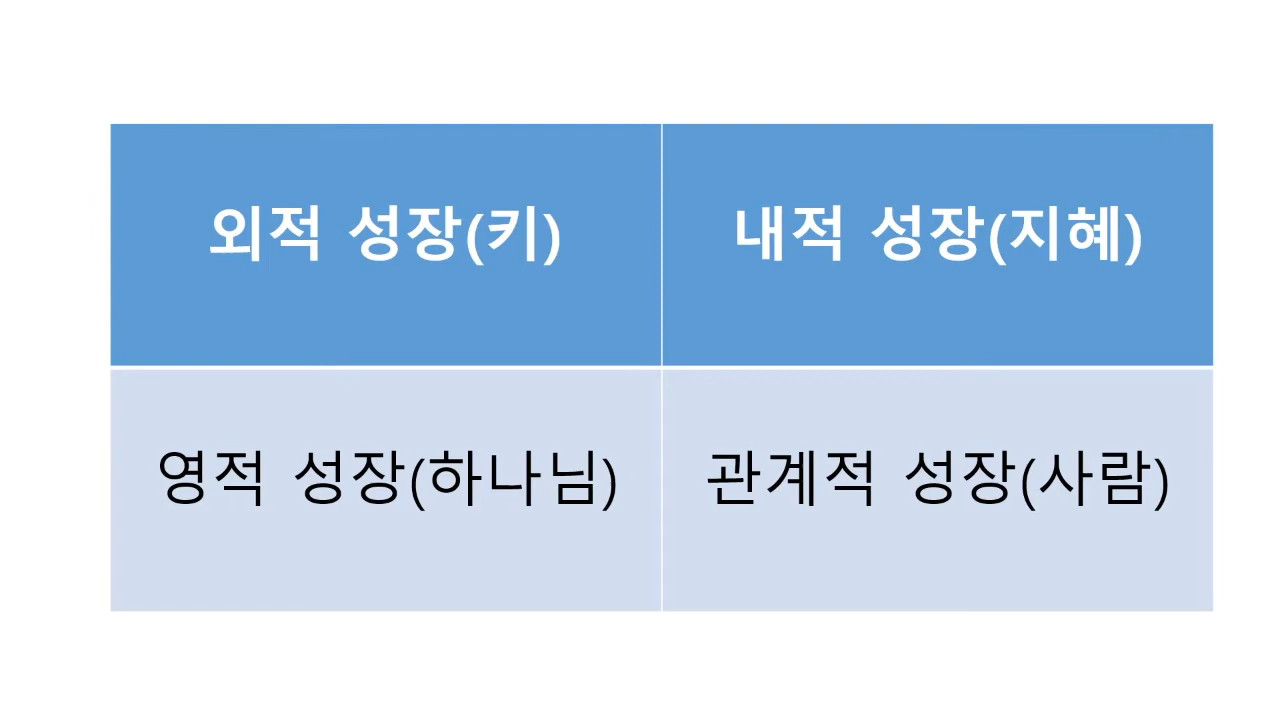 외적 성장(키)
내적 성장(지혜)
영적 성장(하나님)
관계적 성장(사람)